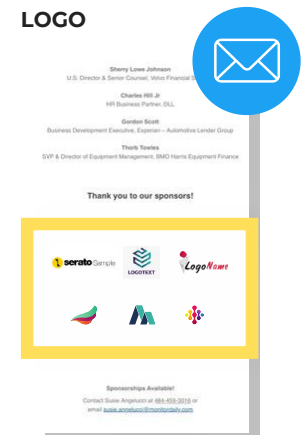 LOGO
Sherry Lowe Johnson
U.S. Director & Senior Counsel, Volvo Financial S
Charles Hill Jr
HR Business Partner, DLL
Gordon Scott
Business Development Executive, Experian – Automotive Lender Group
Thorb Towles
SVP & Director of Equipment Management, BMO Harris Equipment Finance
Thank you to our sponsors!
serato Sample
LOGOTEXT
LogoName
Sponsorships Available!
Contact Susie Angelucci at 484-459-3016 or
email susie.angelucci@monitordaily.com